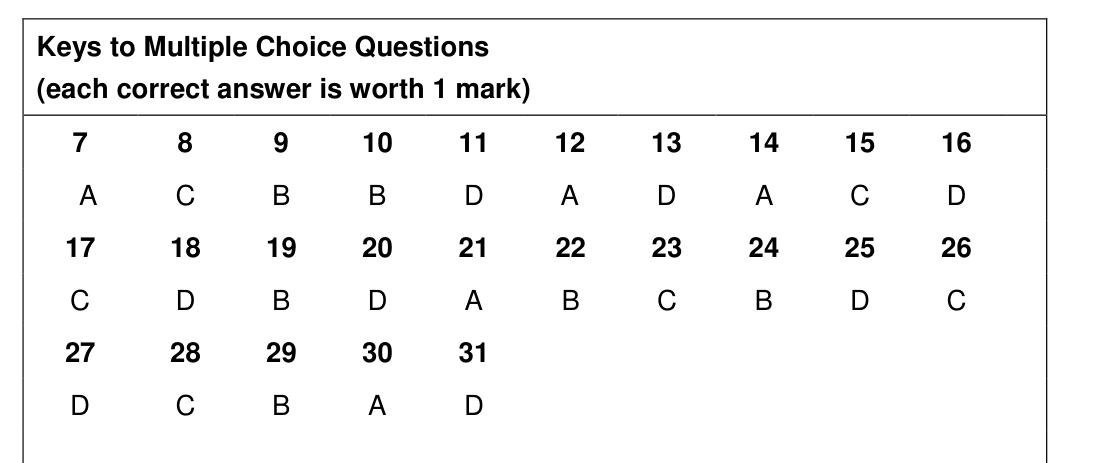 Keys to Multiple Choice Questions
(each correct answer is worth 1 mark)
7 8 9 10 11 12 13 14 15 16
A C B B D A D A C D
17 18 19 20 21 22 23 24 25 26
C D B D A B C B D C
27 28 29 30 31
D C B A D